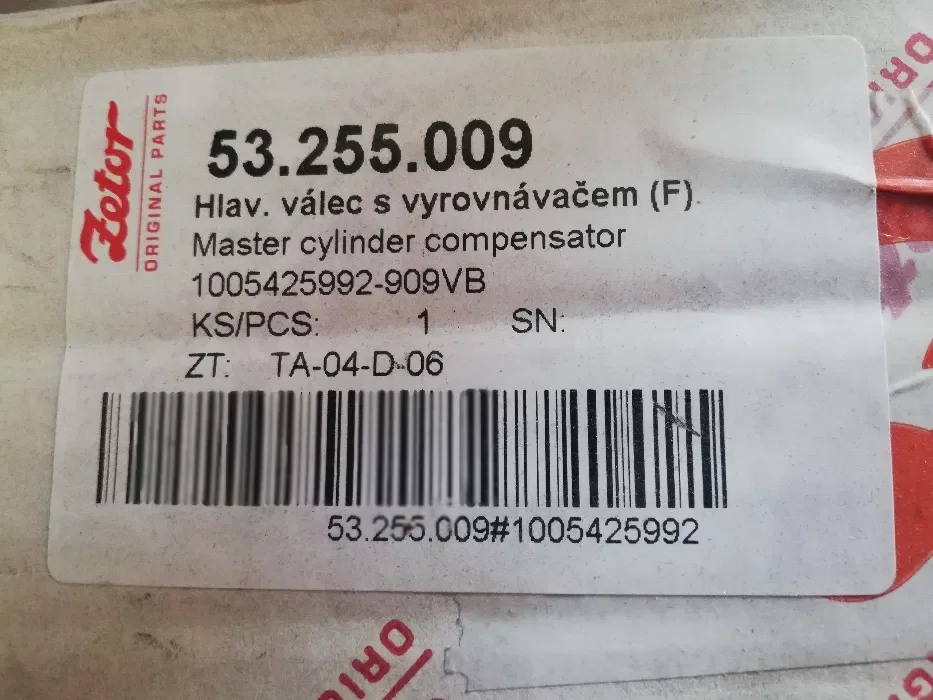 Zetor
ORIGINAL PARTS
53.255.009
Hlav. válec s vyrovnávačem (F)
Master cylinder compensator
1005425992-909VB
KS/PCS: 1 SN:
ZT: TA-04-D-06
53.255.009#1005425992